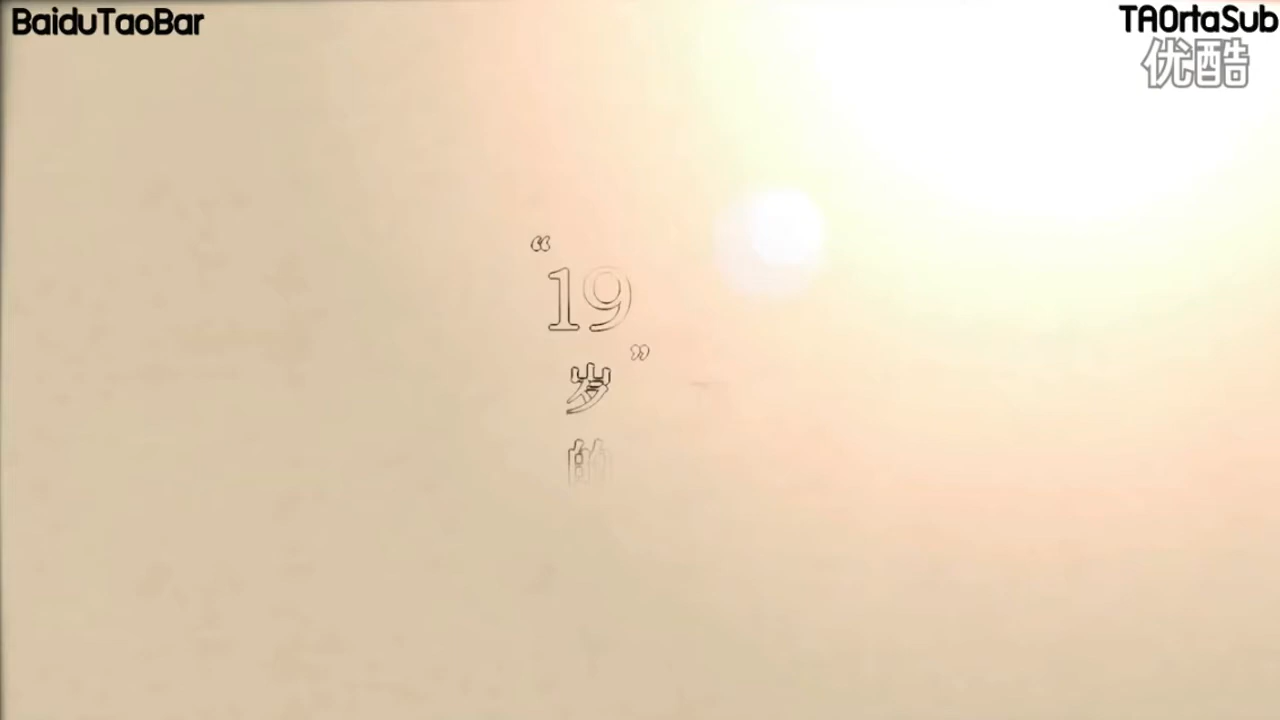 BaiduTaoBar
TAOrtaSub
优酷
“19”
岁
的